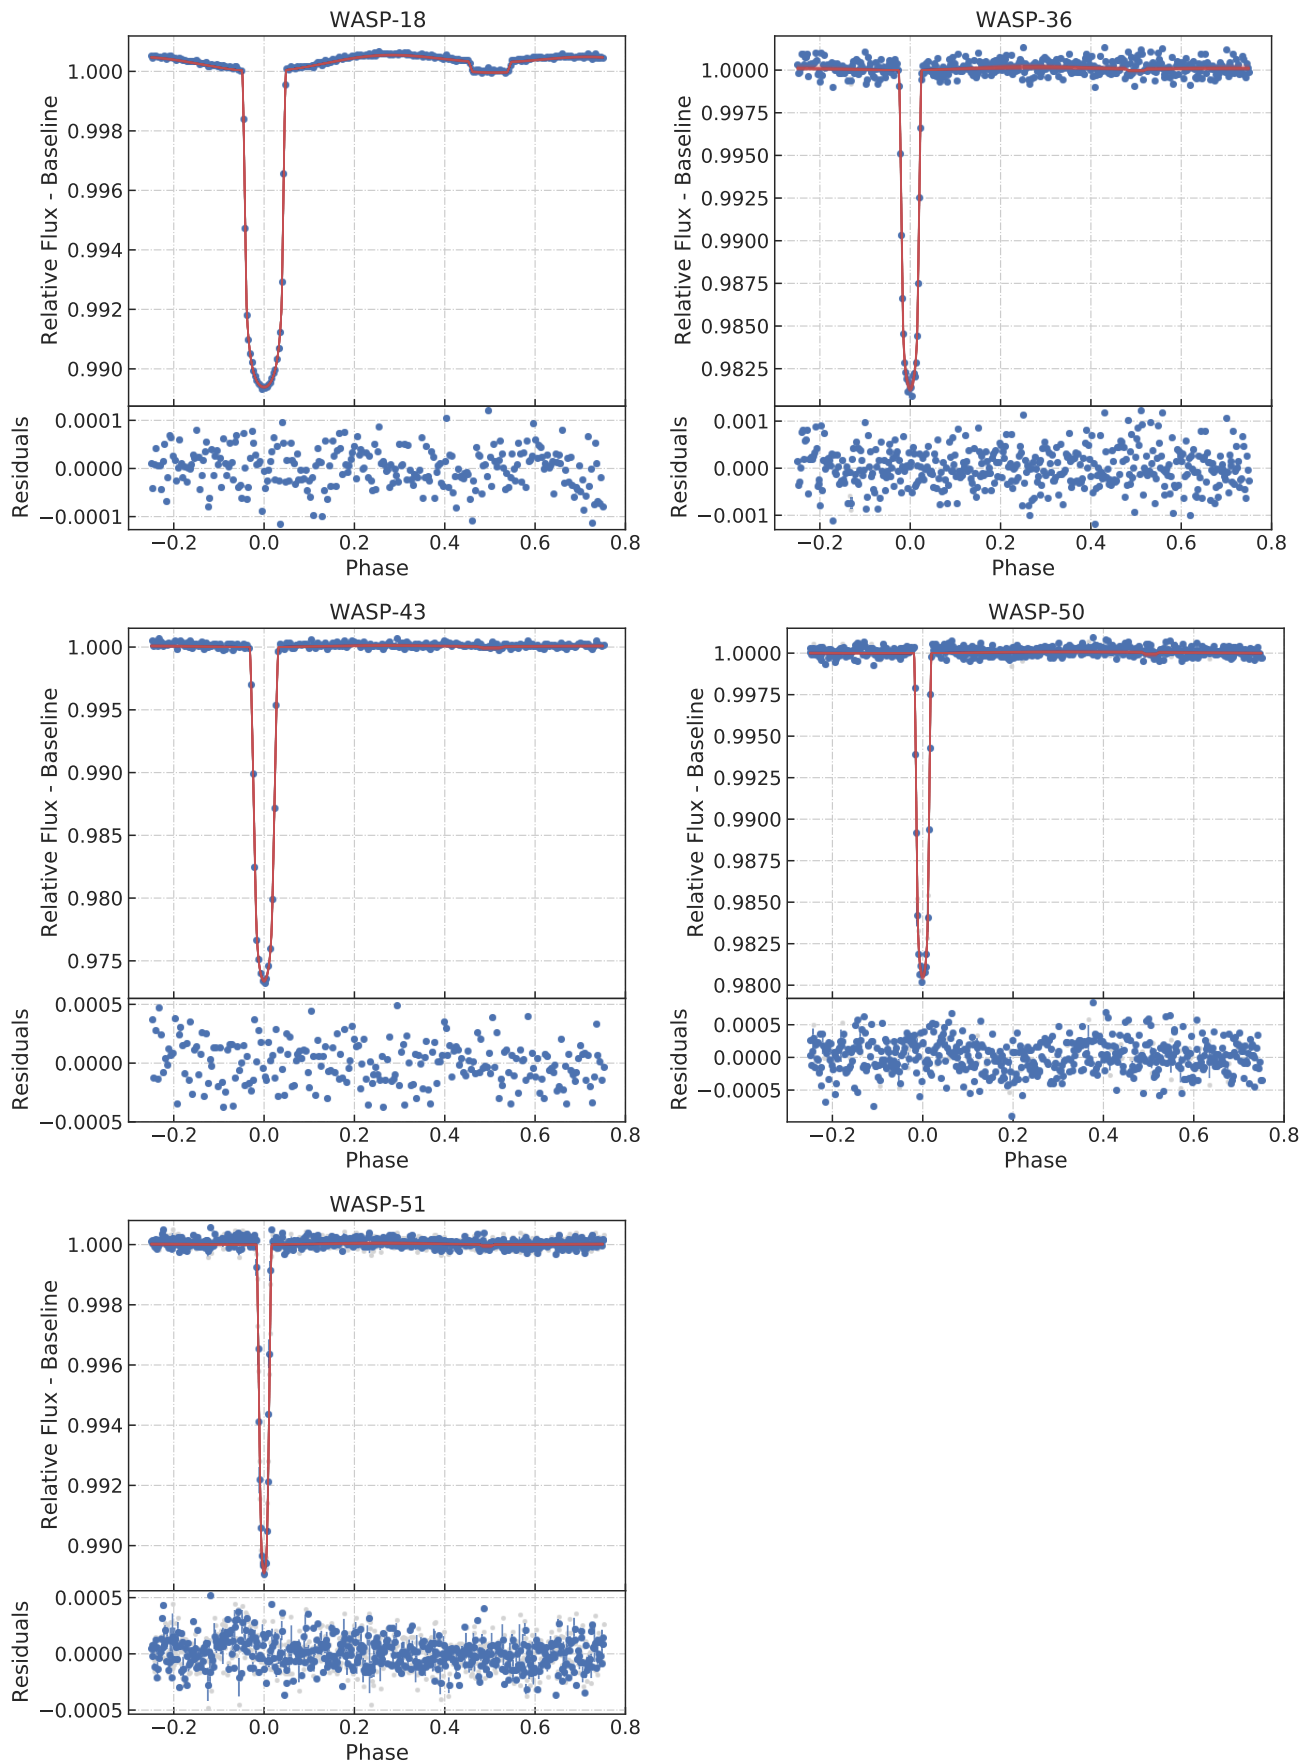 WASP-18
Relative Flux - Baseline
1.000
0.998
0.996
0.994
0.992
0.990
Residuals
0.0001
0.0000
−0.0001
−0.2 0.0 0.2 0.4 0.6 0.8
Phase
WASP-36
Relative Flux - Baseline
1.0000
0.9975
0.9950
0.9925
0.9900
0.9875
0.9850
0.9825
Residuals
0.001
0.000
−0.001
−0.2 0.0 0.2 0.4 0.6 0.8
Phase
WASP-43
Relative Flux - Baseline
1.000
0.995
0.990
0.985
0.980
0.975
Residuals
0.0005
0.0000
−0.0005
−0.2 0.0 0.2 0.4 0.6 0.8
Phase
WASP-50
Relative Flux - Baseline
1.0000
0.9975
0.9950
0.9925
0.9900
0.9875
0.9850
0.9825
0.9800
Residuals
0.0005
0.0000
−0.0005
−0.2 0.0 0.2 0.4 0.6 0.8
Phase
WASP-51
Relative Flux - Baseline
1.000
0.998
0.996
0.994
0.992
0.990
Residuals
0.0005
0.0000
−0.0005
−0.2 0.0 0.2 0.4 0.6 0.8
Phase